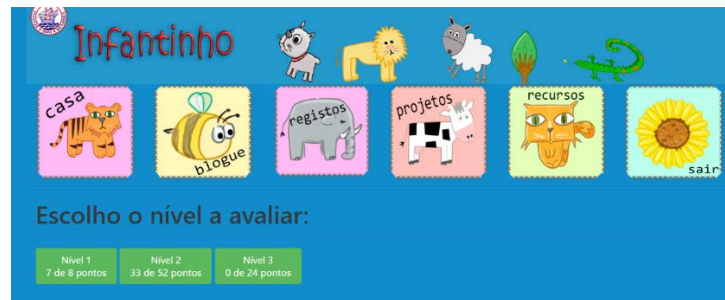 Infantinho
casa
blogue
registos
projetos
recursos
sair
Escolho o nível a avaliar:
Nível 1
7 de 8 pontos
Nível 2
33 de 52 pontos
Nível 3
0 de 24 pontos